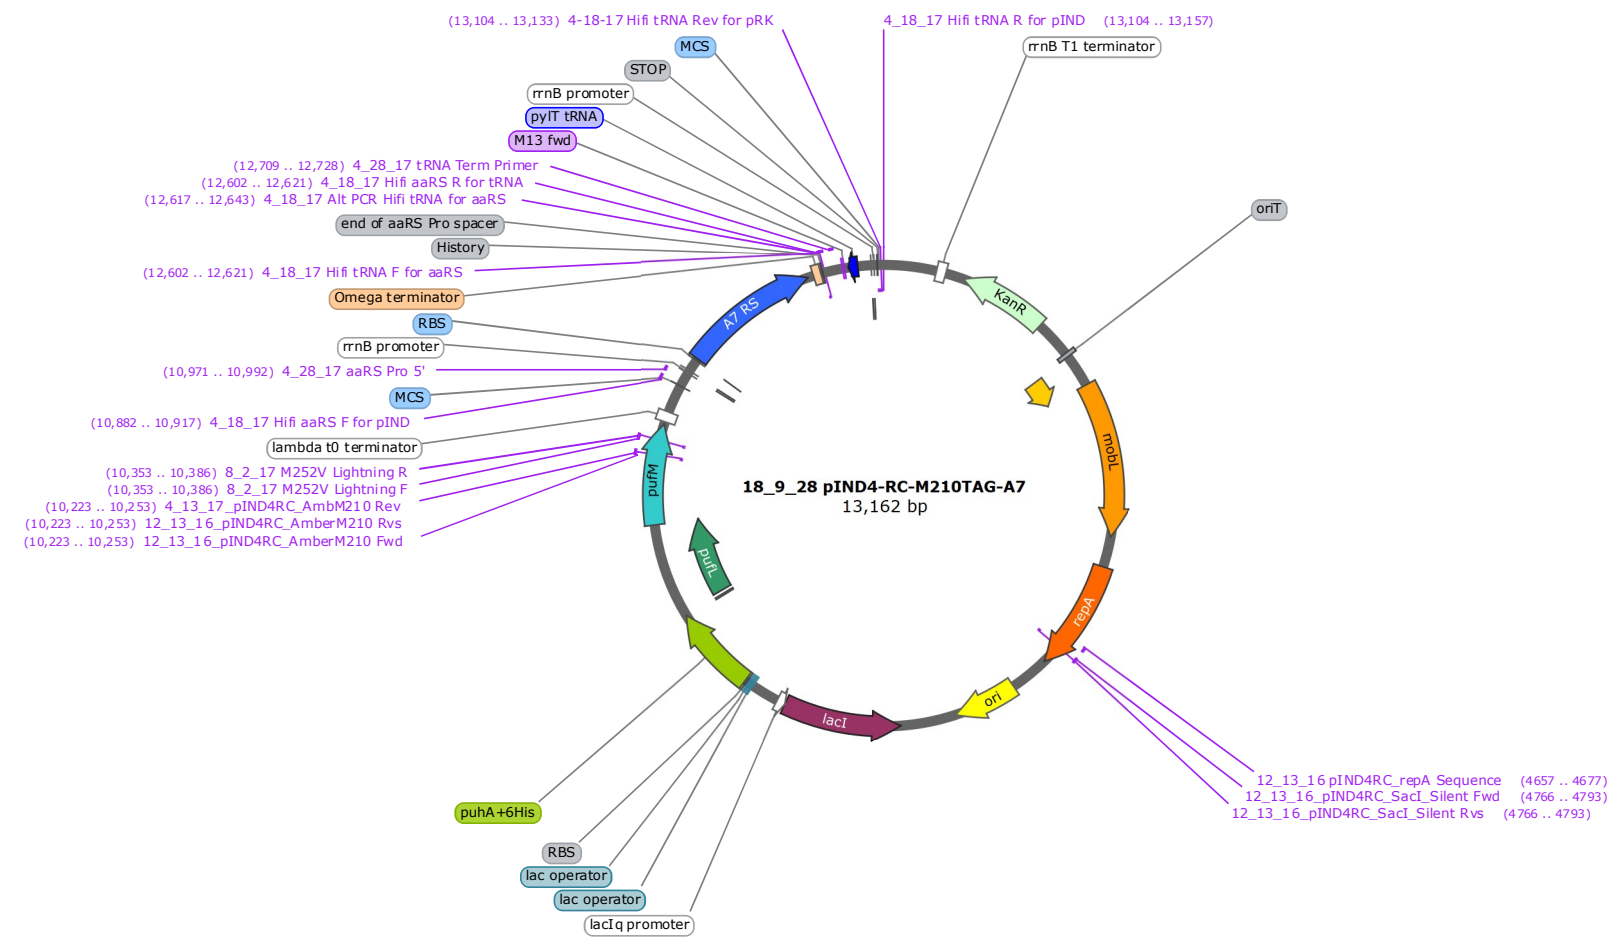 (13,104 .. 13,133) 4-18-17 Hifi tRNA Rev for pRK
4_18_17 Hifi tRNA R for pIND (13,104 .. 13,157)
MCS
rrnB T1 terminator
STOP
rrnB promoter
pylT tRNA
M13 fwd
(12,709 .. 12,728) 4_28_17 tRNA Term Primer
(12,602 .. 12,621) 4_18_17 Hifi aaRS R for tRNA
(12,617 .. 12,643) 4_18_17 Alt PCR Hifi tRNA for aaRS
oriT
end of aaRS Pro spacer
History
(12,602 .. 12,621) 4_18_17 Hifi tRNA F for aaRS
Omega terminator
KanR
A7 RS
RBS
rrnB promoter
(10,971 .. 10,992) 4_28_17 aaRS Pro 5'
MCS
(10,882 .. 10,917) 4_18_17 Hifi aaRS F for pIND
lambda t0 terminator
mobL
(10,353 .. 10,386) 8_2_17 M252V Lightning R
(10,353 .. 10,386) 8_2_17 M252V Lightning F
(10,223 .. 10,253) 4_13_17_pIND4RC_AmbM210 Rev
(10,223 .. 10,253) 12_13_16_pIND4RC_AmberM210 Rvs
(10,223 .. 10,253) 12_13_16_pIND4RC_AmberM210 Fwd
pufM
18_9_28 pIND4-RC-M210TAG-A7
13,162 bp
pufL
repA
ori
lacI
12_13_16 pIND4RC_repA Sequence (4657 .. 4677)
12_13_16_pIND4RC_SacI_Silent Fwd (4766 .. 4793)
12_13_16_pIND4RC_SacI_Silent Rvs (4766 .. 4793)
puhA+6His
RBS
lac operator
lac operator
lacIq promoter